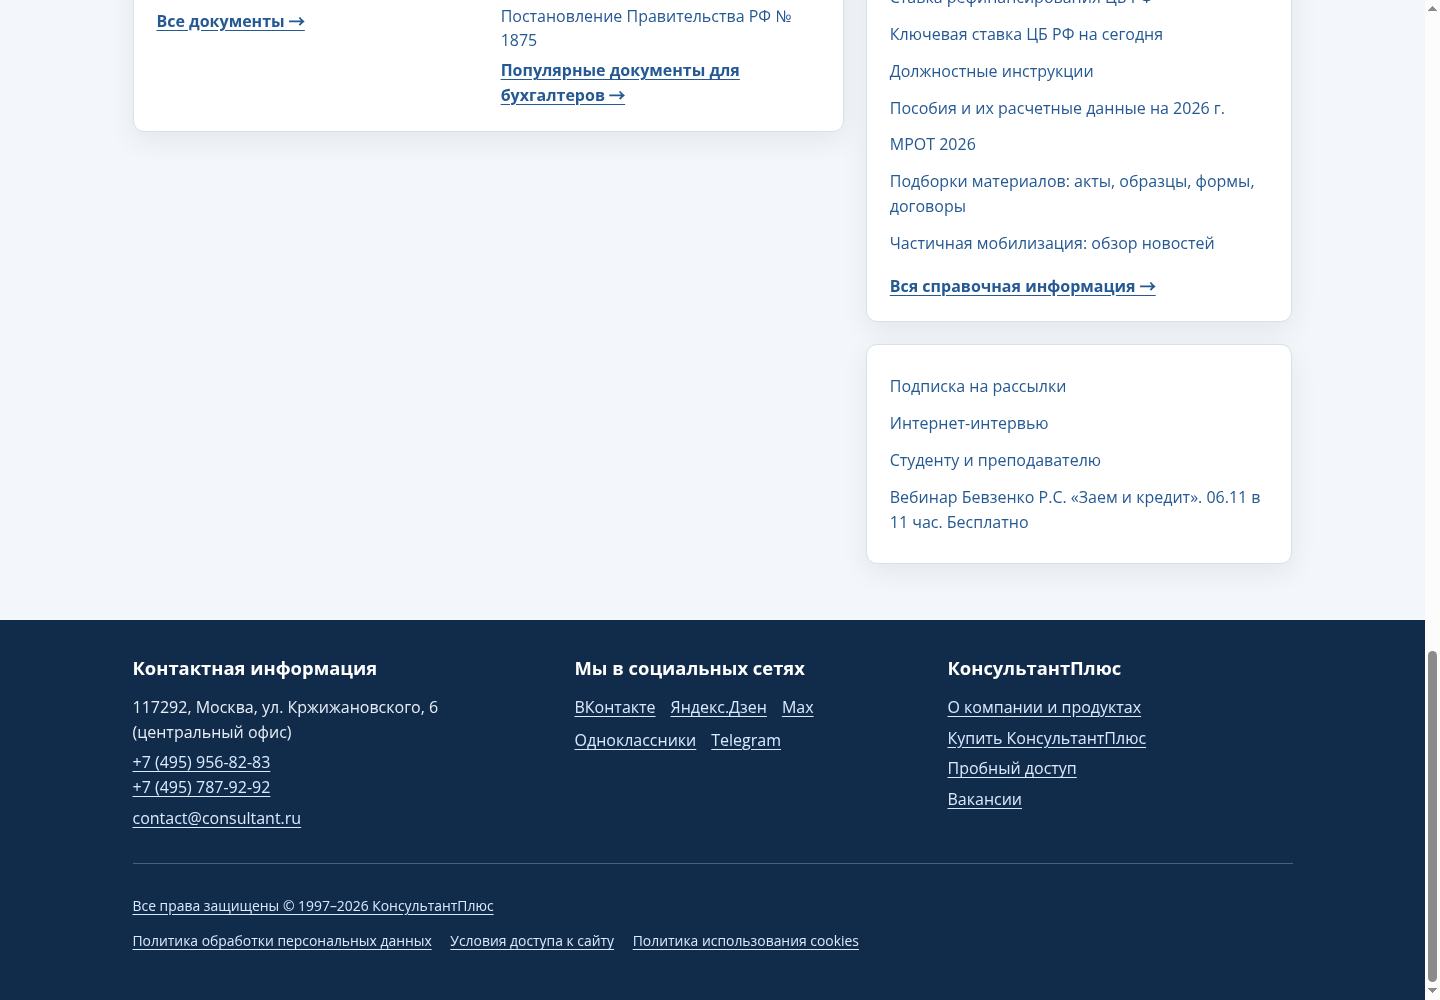 Все документы →
Постановление Правительства РФ №
1875
Популярные документы для
бухгалтеров →
Ставка рефинансирования ЦБ РФ
Ключевая ставка ЦБ РФ на сегодня
Должностные инструкции
Пособия и их расчетные данные на 2026 г.
МРОТ 2026
Подборки материалов: акты, образцы, формы,
договоры
Частичная мобилизация: обзор новостей
Вся справочная информация →
Подписка на рассылки
Интернет-интервью
Студенту и преподавателю
Вебинар Бевзенко Р.С. «Заем и кредит». 06.11 в
11 час. Бесплатно
Контактная информация
117292, Москва, ул. Кржижановского, 6
(центральный офис)
+7 (495) 956-82-83
+7 (495) 787-92-92
contact@consultant.ru
Мы в социальных сетях
ВКонтакте Яндекс.Дзен Max
Одноклассники Telegram
КонсультантПлюс
О компании и продуктах
Купить КонсультантПлюс
Пробный доступ
Вакансии
Все права защищены © 1997–2026 КонсультантПлюс
Политика обработки персональных данных Условия доступа к сайту Политика использования cookies